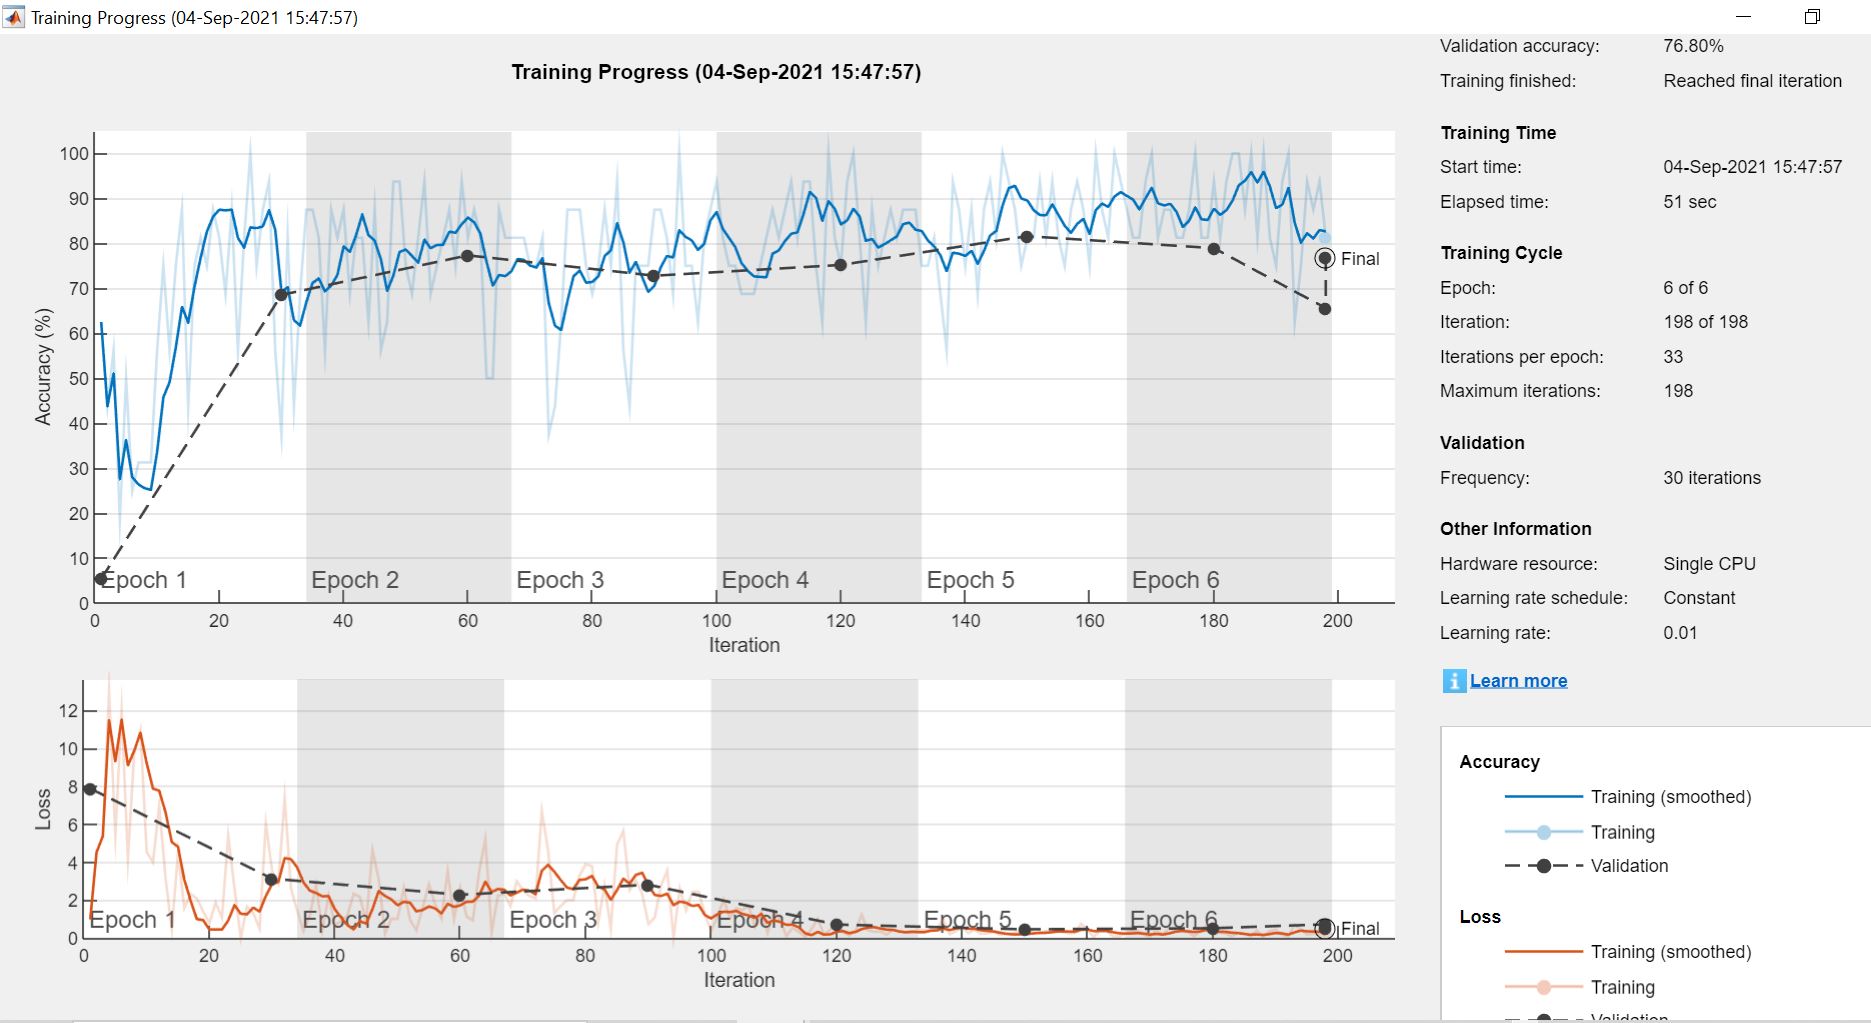 Training Progress (04-Sep-2021 15:47:57)
Training Progress (04-Sep-2021 15:47:57)
100
90
80
70
60
50
40
30
20
10
0
Accuracy (%)
Final
Epoch 1 Epoch 2 Epoch 3 Epoch 4 Epoch 5 Epoch 6
0 20 40 60 80 100 120 140 160 180 200
Iteration
12
10
8
6
4
2
0
Loss
Epoch 1 Epoch 2 Epoch 3 Epoch 4 Epoch 5 Epoch 6
Final
0 20 40 60 80 100 120 140 160 180 200
Iteration
Validation accuracy: 76.80%
Training finished: Reached final iteration
Training Time
Start time: 04-Sep-2021 15:47:57
Elapsed time: 51 sec
Training Cycle
Epoch: 6 of 6
Iteration: 198 of 198
Iterations per epoch: 33
Maximum iterations: 198
Validation
Frequency: 30 iterations
Other Information
Hardware resource: Single CPU
Learning rate schedule: Constant
Learning rate: 0.01
i Learn more
Accuracy
Training (smoothed)
Training
Validation
Loss
Training (smoothed)
Training
Validation